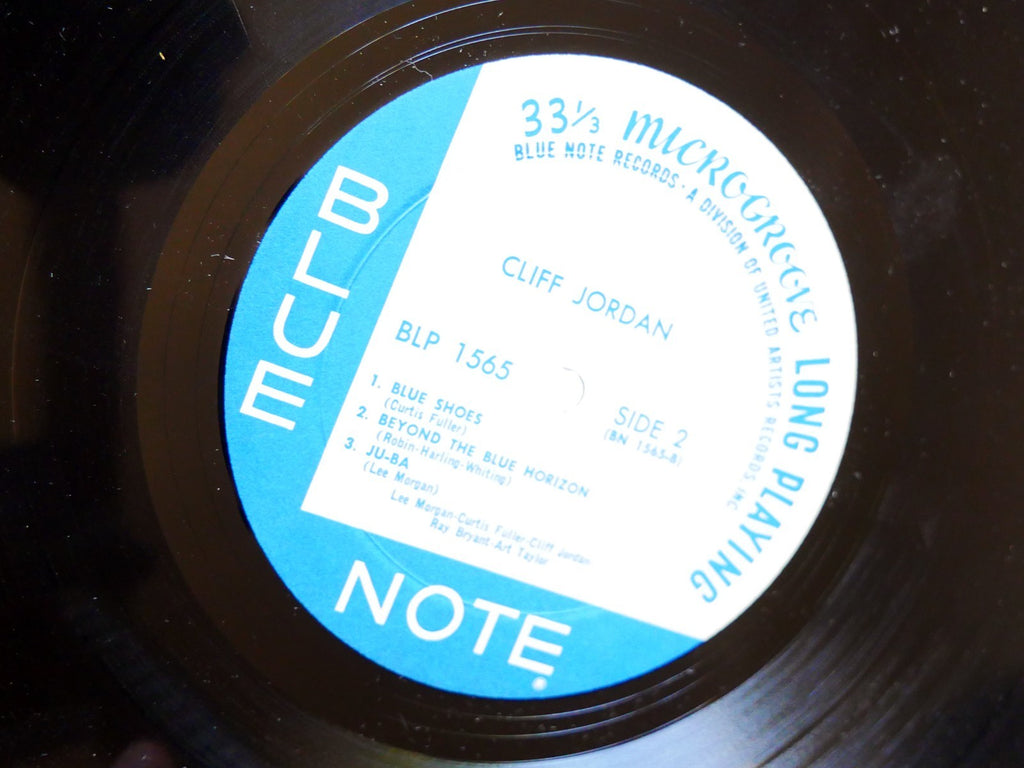 33⅓ MICROGROOVE LONG PLAYING
BLUE NOTE RECORDS · A DIVISION OF UNITED ARTISTS RECORDS, INC.
BLUE
CLIFF JORDAN
BLP 1565
SIDE 2
(BN 1565-B)
1. BLUE SHOES
(Curtis Fuller)
2. BEYOND THE BLUE HORIZON
(Robin-Harling-Whiting)
3. JU-BA
(Lee Morgan)
Lee Morgan-Curtis Fuller-Cliff Jordan
Ray Bryant-Art Taylor
NOTE